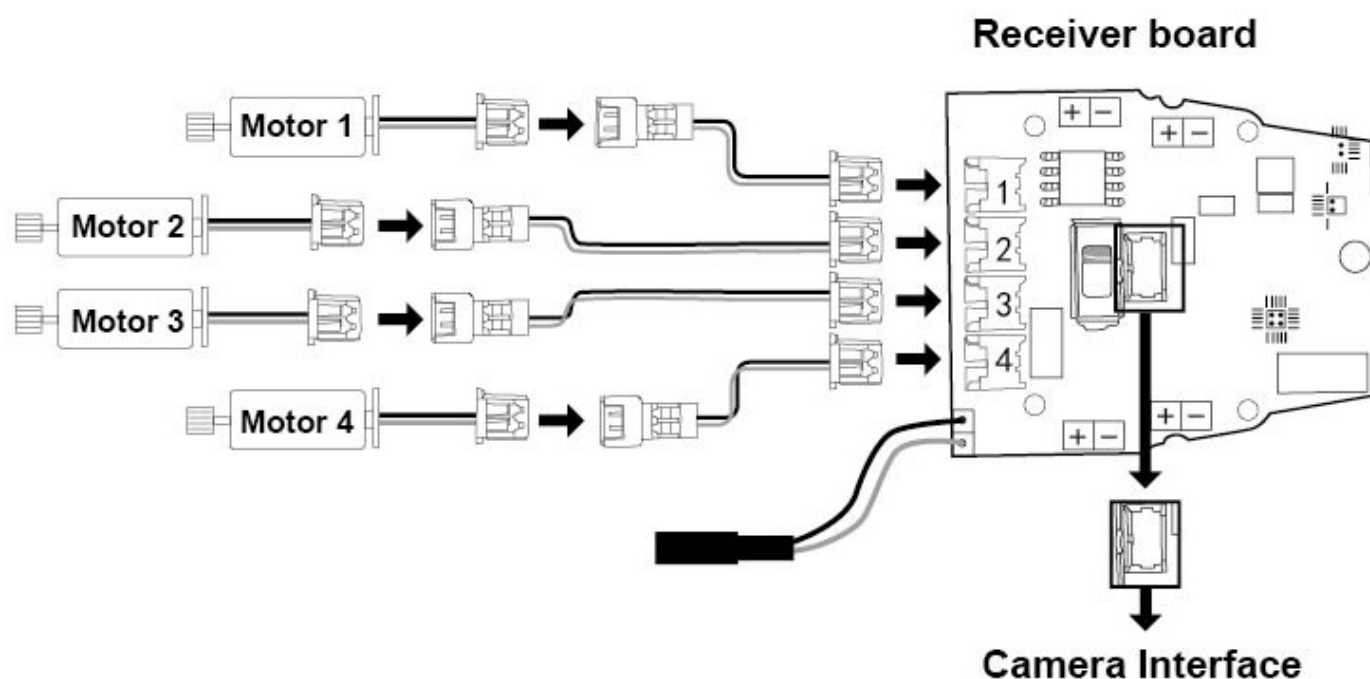 Receiver board
Motor 1
Motor 2
Motor 3
Motor 4
+ −
+ −
1
2
3
4
+ −
+ −
Camera Interface